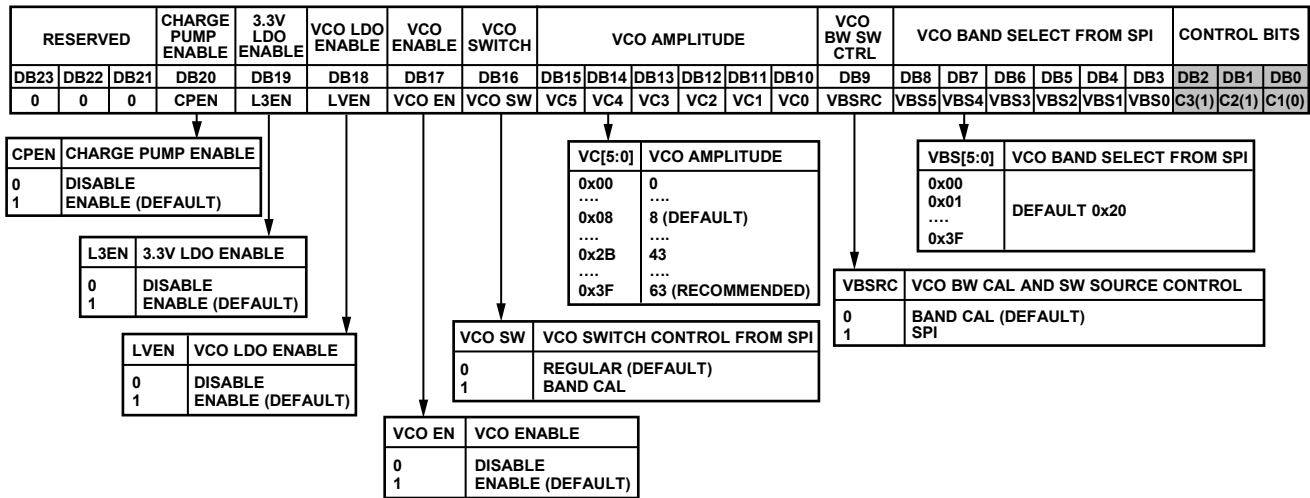 RESERVED CHARGE PUMP ENABLE 3.3V LDO ENABLE VCO LDO ENABLE VCO ENABLE VCO SWITCH VCO AMPLITUDE VCO BW SW CTRL VCO BAND SELECT FROM SPI CONTROL BITS
DB23 DB22 DB21 DB20 DB19 DB18 DB17 DB16 DB15 DB14 DB13 DB12 DB11 DB10 DB9 DB8 DB7 DB6 DB5 DB4 DB3 DB2 DB1 DB0
0 0 0 CPEN L3EN LVEN VCO EN VCO SW VC5 VC4 VC3 VC2 VC1 VC0 VBSRC VBS5 VBS4 VBS3 VBS2 VBS1 VBS0 C3(1) C2(1) C1(0)
CPEN CHARGE PUMP ENABLE
0 DISABLE
1 ENABLE (DEFAULT)
L3EN 3.3V LDO ENABLE
0 DISABLE
1 ENABLE (DEFAULT)
LVEN VCO LDO ENABLE
0 DISABLE
1 ENABLE (DEFAULT)
VCO EN VCO ENABLE
0 DISABLE
1 ENABLE (DEFAULT)
VCO SW VCO SWITCH CONTROL FROM SPI
0 REGULAR (DEFAULT)
1 BAND CAL
VC[5:0] VCO AMPLITUDE
0x00 0
.... ....
0x08 8 (DEFAULT)
.... ....
0x2B 43
.... ....
0x3F 63 (RECOMMENDED)
VBSRC VCO BW CAL AND SW SOURCE CONTROL
0 BAND CAL (DEFAULT)
1 SPI
VBS[5:0] VCO BAND SELECT FROM SPI
0x00
0x01
....
0x3F
DEFAULT 0x20